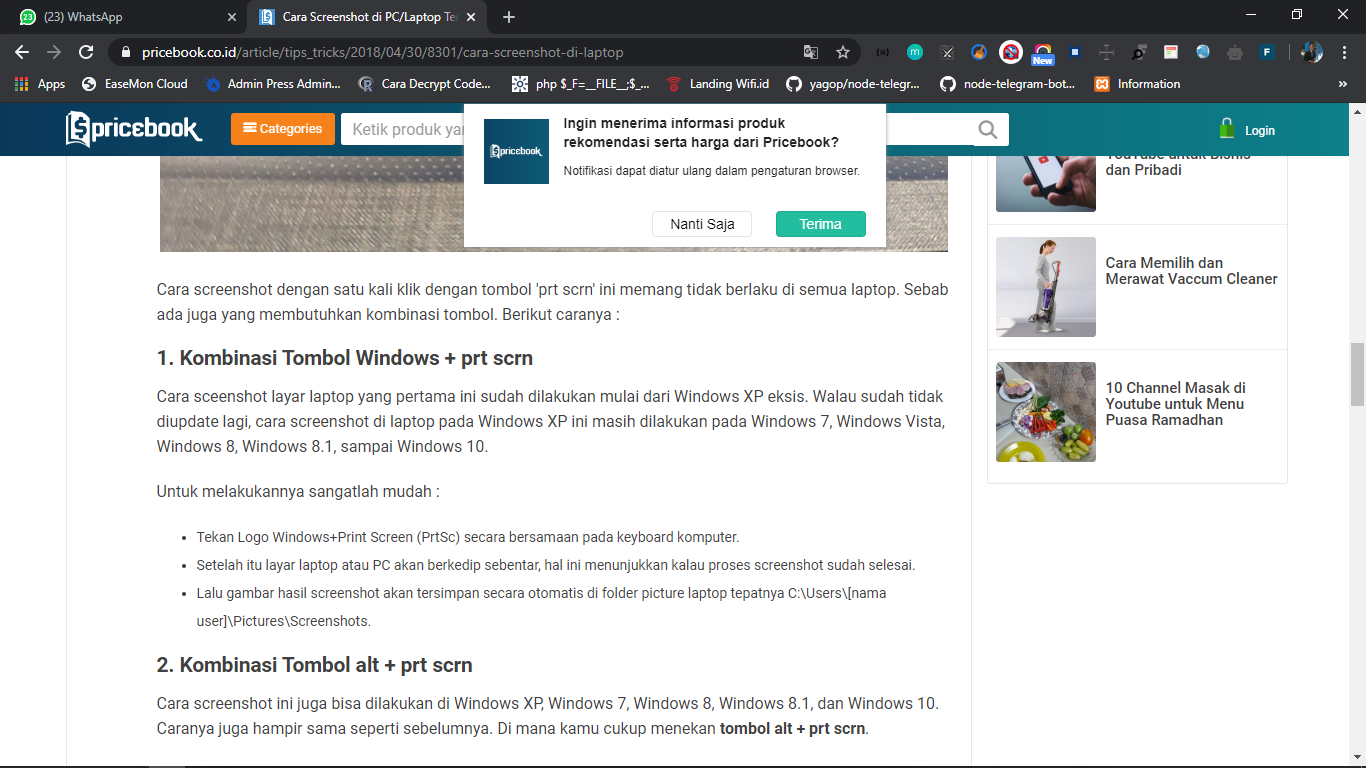 (23) WhatsApp
Cara Screenshot di PC/Laptop Te
pricebook.co.id/article/tips_tricks/2018/04/30/8301/cara-screenshot-di-laptop
New
Apps
EaseMon Cloud
Admin Press Admin...
Cara Decrypt Code...
php $_F=__FILE__;$_...
Landing Wifi.id
yagop/node-telegr...
node-telegram-bot...
Information
»
$pricebook
Categories
Ketik produk yan
Login
$pricebook
Ingin menerima informasi produk
rekomendasi serta harga dari Pricebook?
Notifikasi dapat diatur ulang dalam pengaturan browser.
Nanti Saja
Terima
YouTube untuk Bisnis
dan Pribadi
Cara Memilih dan
Merawat Vaccum Cleaner
10 Channel Masak di
Youtube untuk Menu
Puasa Ramadhan
Cara screenshot dengan satu kali klik dengan tombol 'prt scrn' ini memang tidak berlaku di semua laptop. Sebab
ada juga yang membutuhkan kombinasi tombol. Berikut caranya :
1. Kombinasi Tombol Windows + prt scrn
Cara sceenshot layar laptop yang pertama ini sudah dilakukan mulai dari Windows XP eksis. Walau sudah tidak
diupdate lagi, cara screenshot di laptop pada Windows XP ini masih dilakukan pada Windows 7, Windows Vista,
Windows 8, Windows 8.1, sampai Windows 10.
Untuk melakukannya sangatlah mudah :
• Tekan Logo Windows+Print Screen (PrtSc) secara bersamaan pada keyboard komputer.
• Setelah itu layar laptop atau PC akan berkedip sebentar, hal ini menunjukkan kalau proses screenshot sudah selesai.
• Lalu gambar hasil screenshot akan tersimpan secara otomatis di folder picture laptop tepatnya C:\Users\[nama
user]\Pictures\Screenshots.
2. Kombinasi Tombol alt + prt scrn
Cara screenshot ini juga bisa dilakukan di Windows XP, Windows 7, Windows 8, Windows 8.1, dan Windows 10.
Caranya juga hampir sama seperti sebelumnya. Di mana kamu cukup menekan tombol alt + prt scrn.